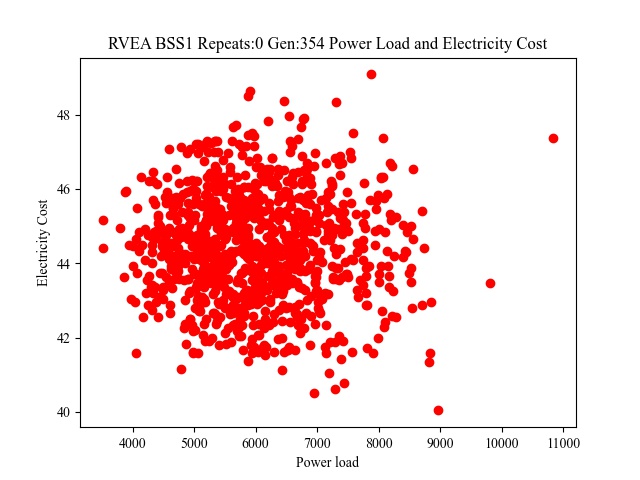 RVEA BSS1 Repeats:0 Gen:354 Power Load and Electricity Cost
48
46
44
42
40
Electricity Cost
4000 5000 6000 7000 8000 9000 10000 11000
Power load